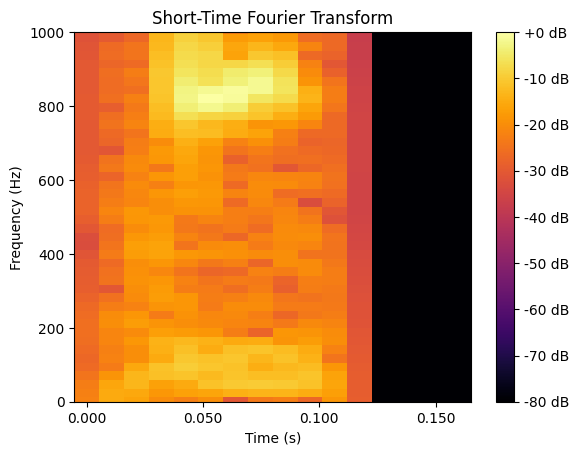 Short-Time Fourier Transform
1000
800
600
400
200
0
Frequency (Hz)
0.000
0.050
0.100
0.150
Time (s)
+0 dB
-10 dB
-20 dB
-30 dB
-40 dB
-50 dB
-60 dB
-70 dB
-80 dB